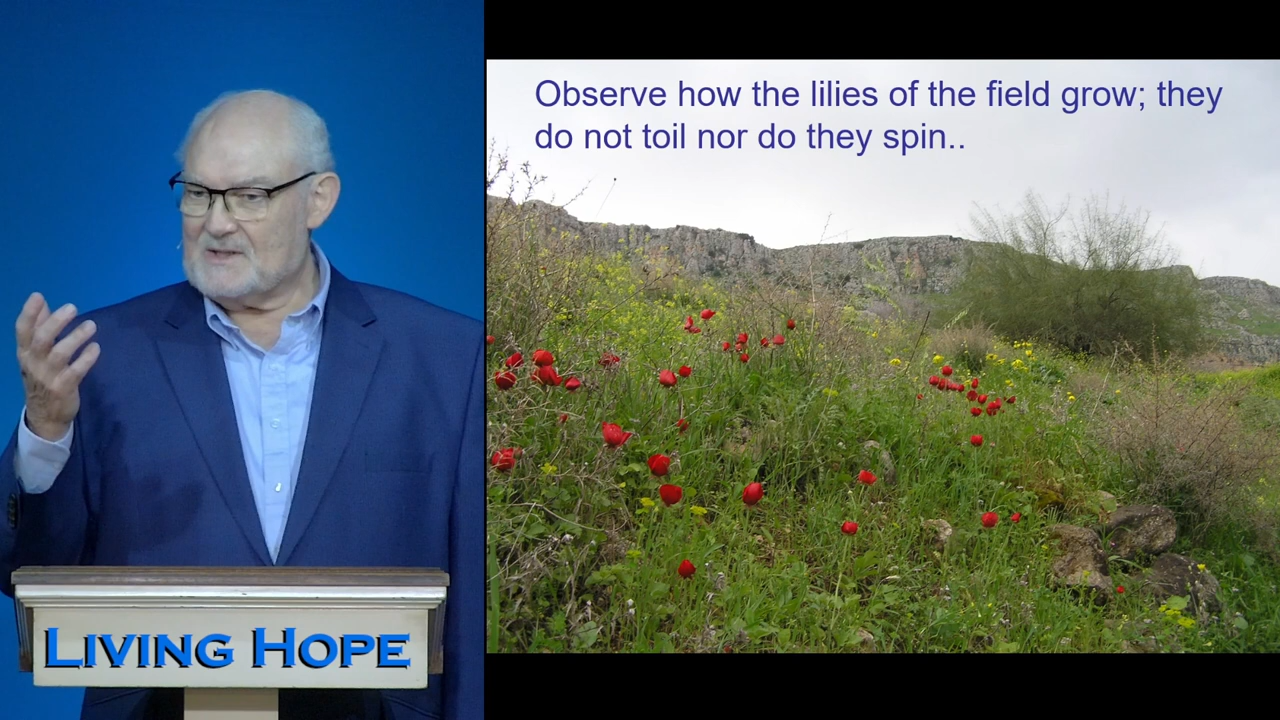 Observe how the lilies of the field grow; they
do not toil nor do they spin..
LIVING HOPE